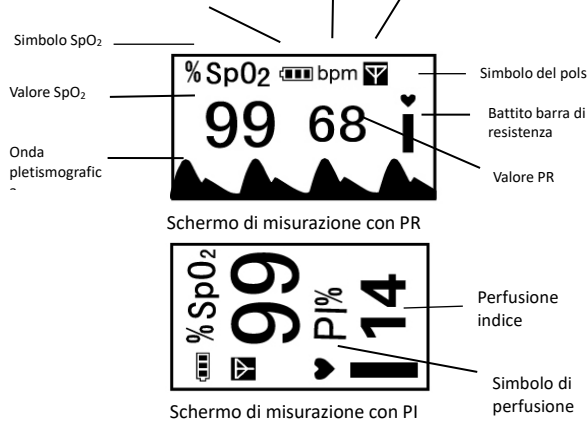 Simbolo SpO₂
%SpO₂ bpm
Simbolo del puls
Valore SpO₂
99 68
Battito barra di
resistenza
Onda
pletismografic
Valore PR
Schermo di misurazione con PR
%SpO₂
99
PI%
14
Perfusione
indice
Simbolo di
perfusione
Schermo di misurazione con PI